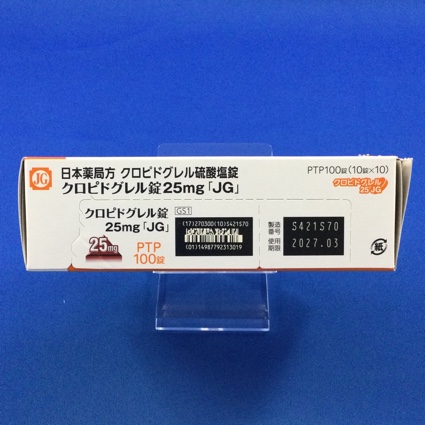 JG
日本薬局方 クロピドグレル硫酸塩錠
クロピドグレル錠25mg「JG」
PTP100錠(10錠×10)
クロピドグレル
25 JG
クロピドグレル錠
25mg「JG」
GS1
25mg
PTP
100錠
(17)270300(10)S421S70
(01)14987792313019
製造
番号
S421S70
使用
期限
2027.03
紙